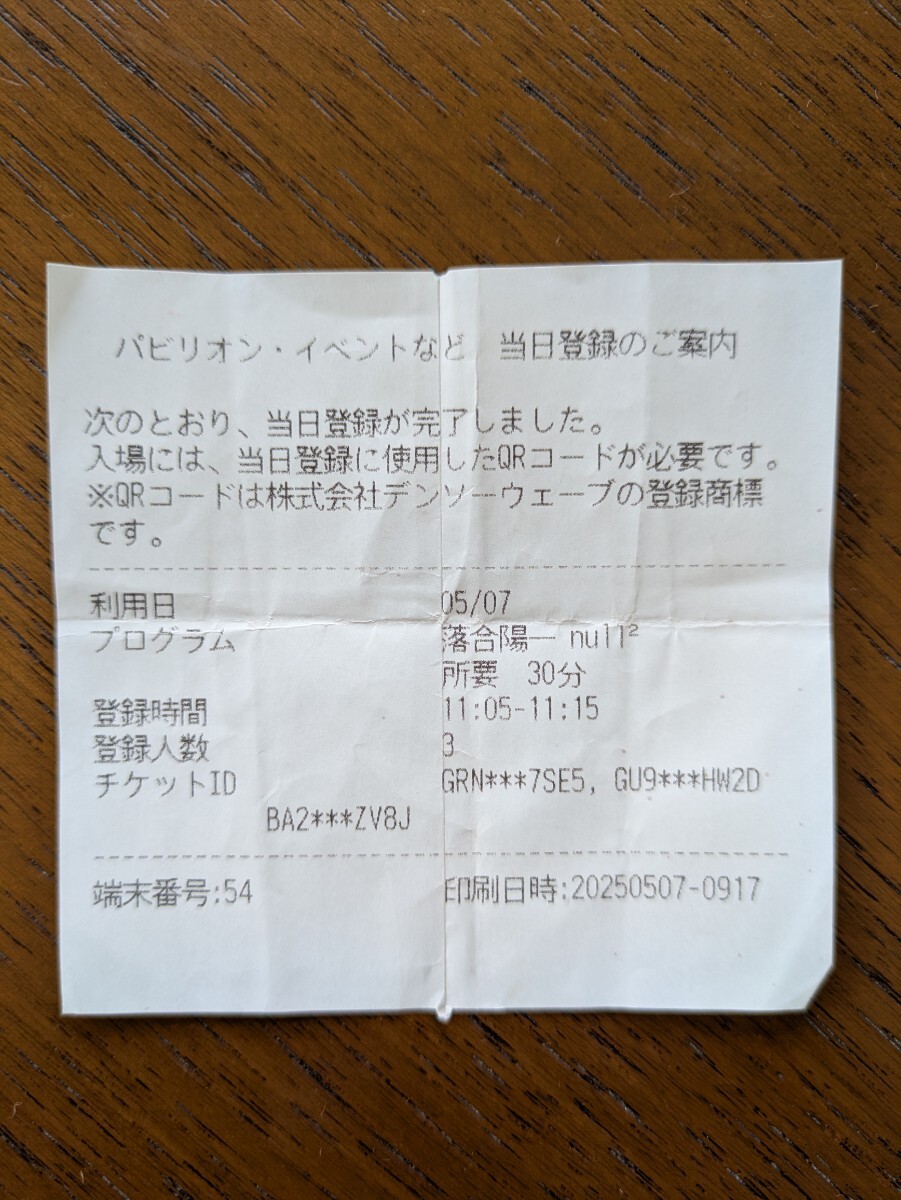 パビリオン・イベントなど 当日登録のご案内
次のとおり、当日登録が完了しました。
入場には、当日登録に使用したQRコードが必要です。
※QRコードは株式会社デンソーウェーブの登録商標
です。
利用日 05/07
プログラム 落合陽一 null²
所要 30分
登録時間 11:05-11:15
登録人数 3
チケットID GRN***7SE5, GU9***HW2D
BA2***ZV8J
端末番号:54 印刷日時:20250507-0917